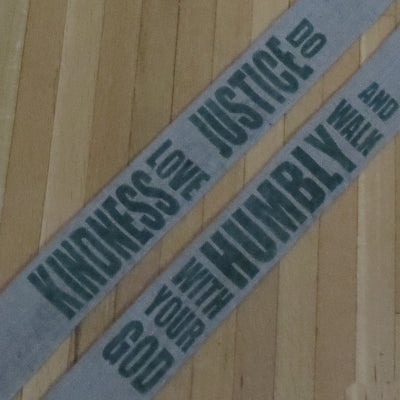 DO
JUSTICE
LOVE
KINDNESS
AND
WALK
HUMBLY
WITH
YOUR
GOD